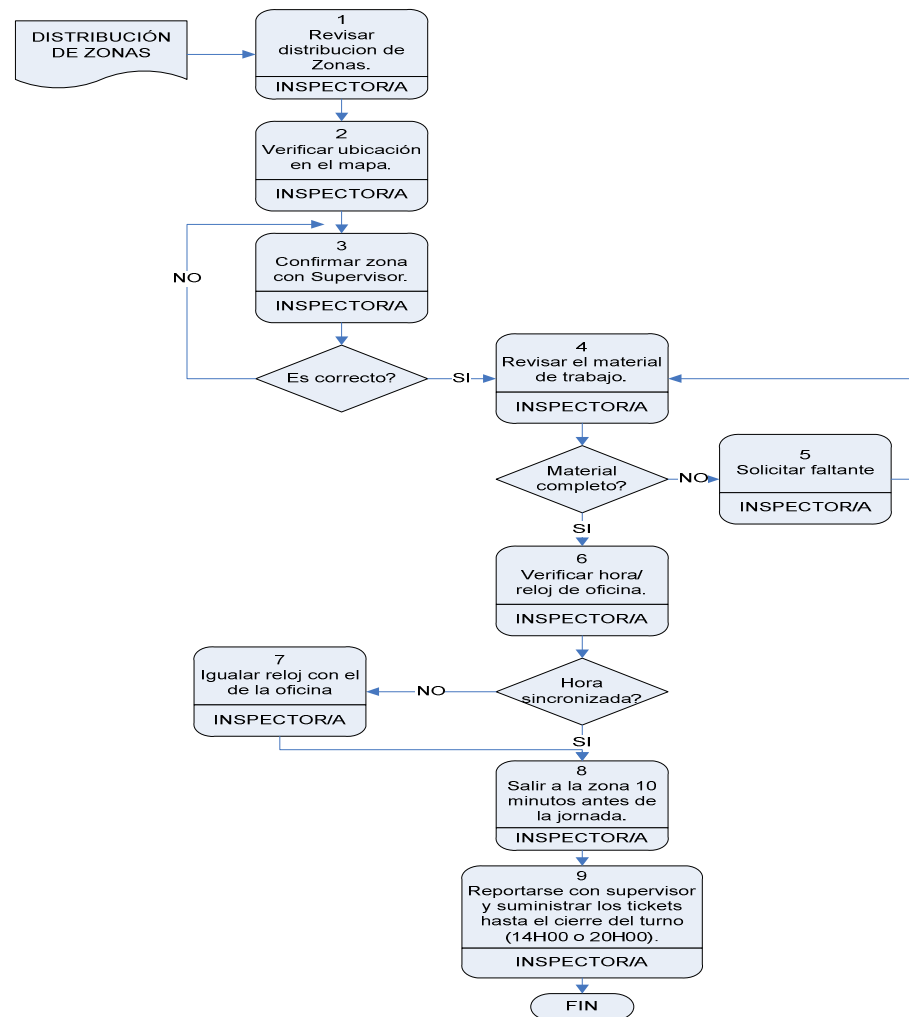 DISTRIBUCIÓN
DE ZONAS
1
Revisar
distribucion de
Zonas.
INSPECTOR/A
2
Verificar ubicación
en el mapa.
INSPECTOR/A
3
Confirmar zona
con Supervisor.
INSPECTOR/A
NO
Es correcto?
SI
4
Revisar el material
de trabajo.
INSPECTOR/A
Material
completo?
NO
5
Solicitar faltante
INSPECTOR/A
SI
6
Verificar hora/
reloj de oficina.
INSPECTOR/A
Hora
sincronizada?
NO
7
Igualar reloj con el
de la oficina
INSPECTOR/A
SI
8
Salir a la zona 10
minutos antes de
la jornada.
INSPECTOR/A
9
Reportarse con supervisor
y suministrar los tickets
hasta el cierre del turno
(14H00 o 20H00).
INSPECTOR/A
FIN